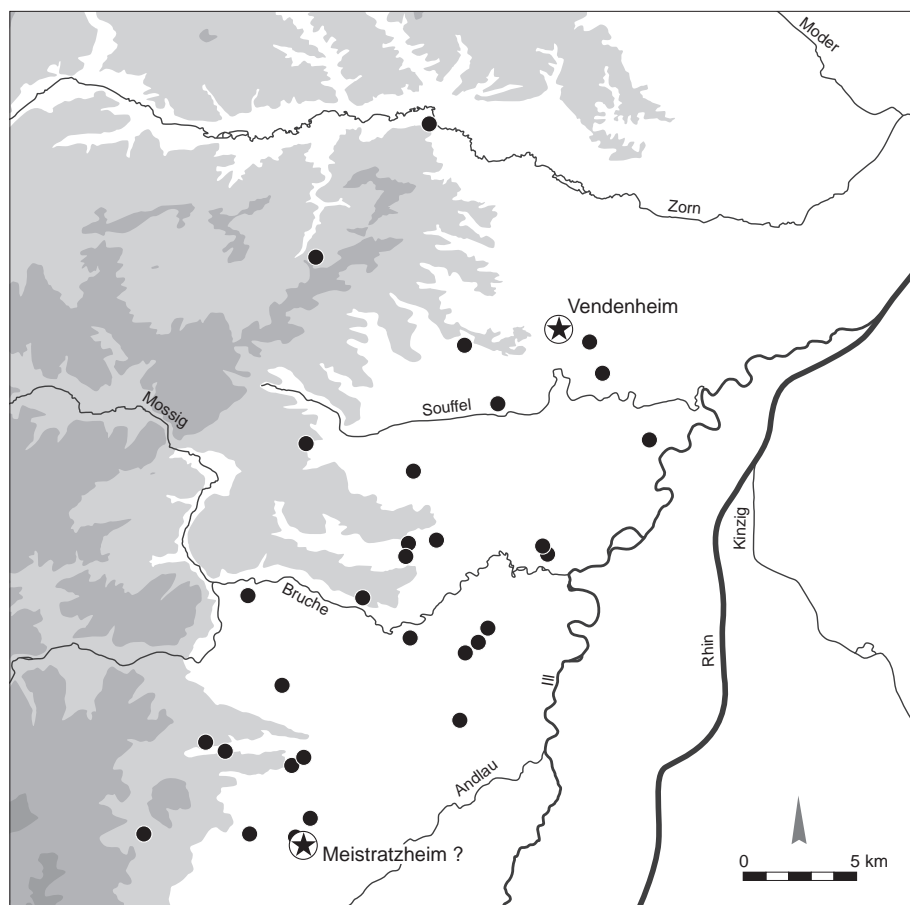 Moder
Zorn
Vendenheim
Mossig
Souffel
Kinzig
Bruche
Rhin
Ill
Andlau
Meistratzheim ?
0 5 km